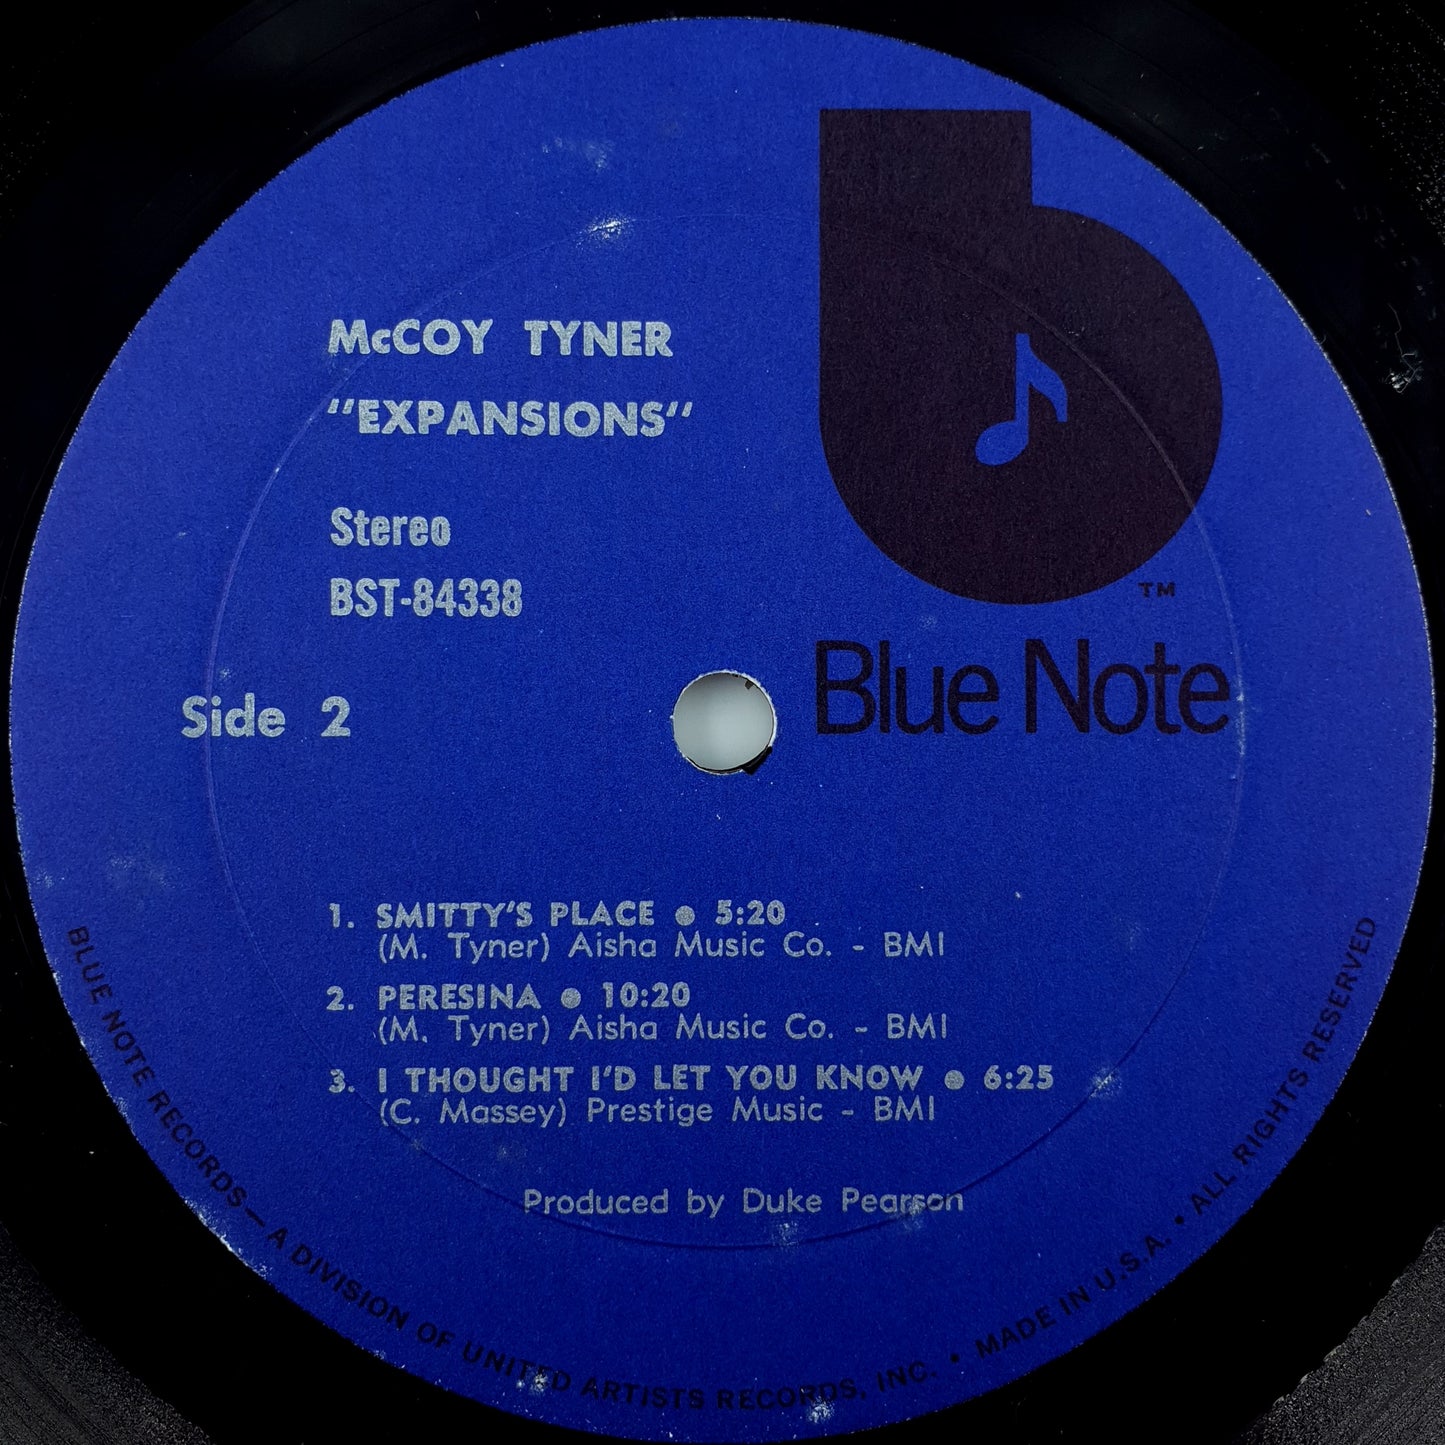 McCOY TYNER
"EXPANSIONS"
Stereo
BST-84338
Side 2
TM
Blue Note
1. SMITTY'S PLACE ● 5:20
(M. Tyner) Aisha Music Co. - BMI
2. PERESINA ● 10:20
(M. Tyner) Aisha Music Co. - BMI
3. I THOUGHT I'D LET YOU KNOW ● 6:25
(C. Massey) Prestige Music - BMI
Produced by Duke Pearson
BLUE NOTE RECORDS — A DIVISION OF UNITED ARTISTS RECORDS, INC. • MADE IN U.S.A. • ALL RIGHTS RESERVED